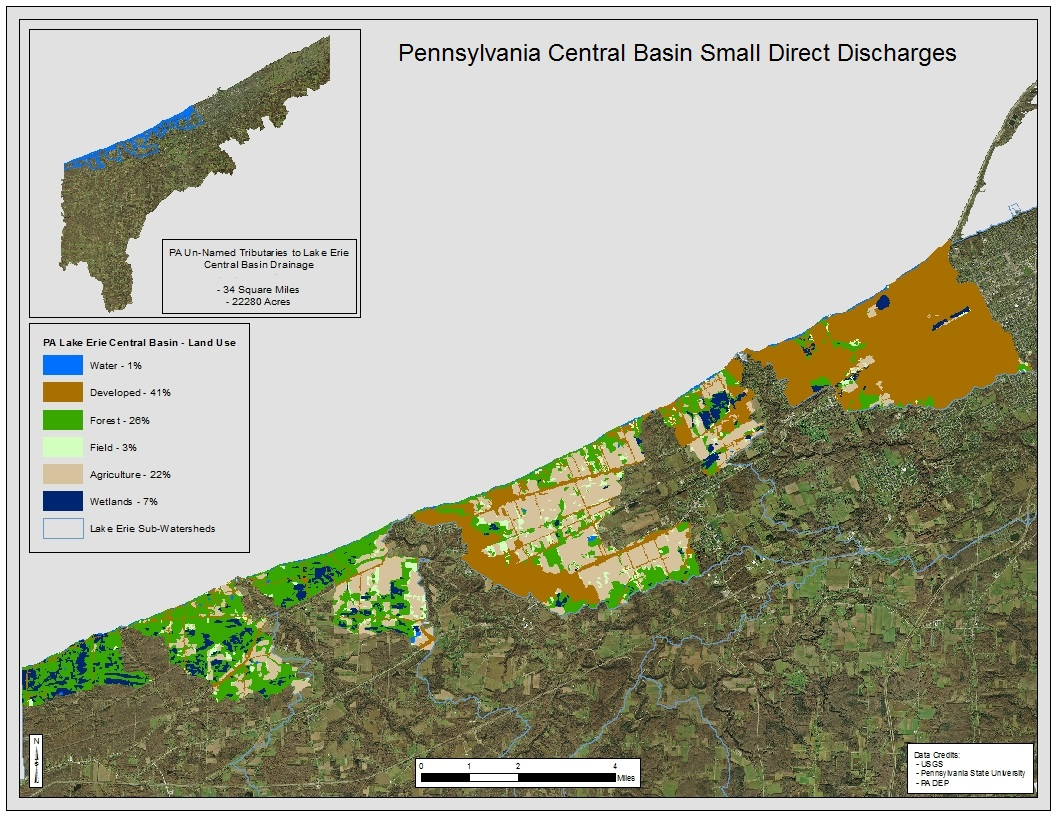 Pennsylvania Central Basin Small Direct Discharges
PA Un-Named Tributaries to Lake Erie
Central Basin Drainage
- 34 Square Miles
- 22280 Acres
PA Lake Erie Central Basin - Land Use
Water - 1%
Developed - 41%
Forest - 26%
Field - 3%
Agriculture - 22%
Wetlands - 7%
Lake Erie Sub-Watersheds
N
S
0 1 2 4
Miles
Data Credits:
- USGS
- Pennsylvania State University
- PA DEP